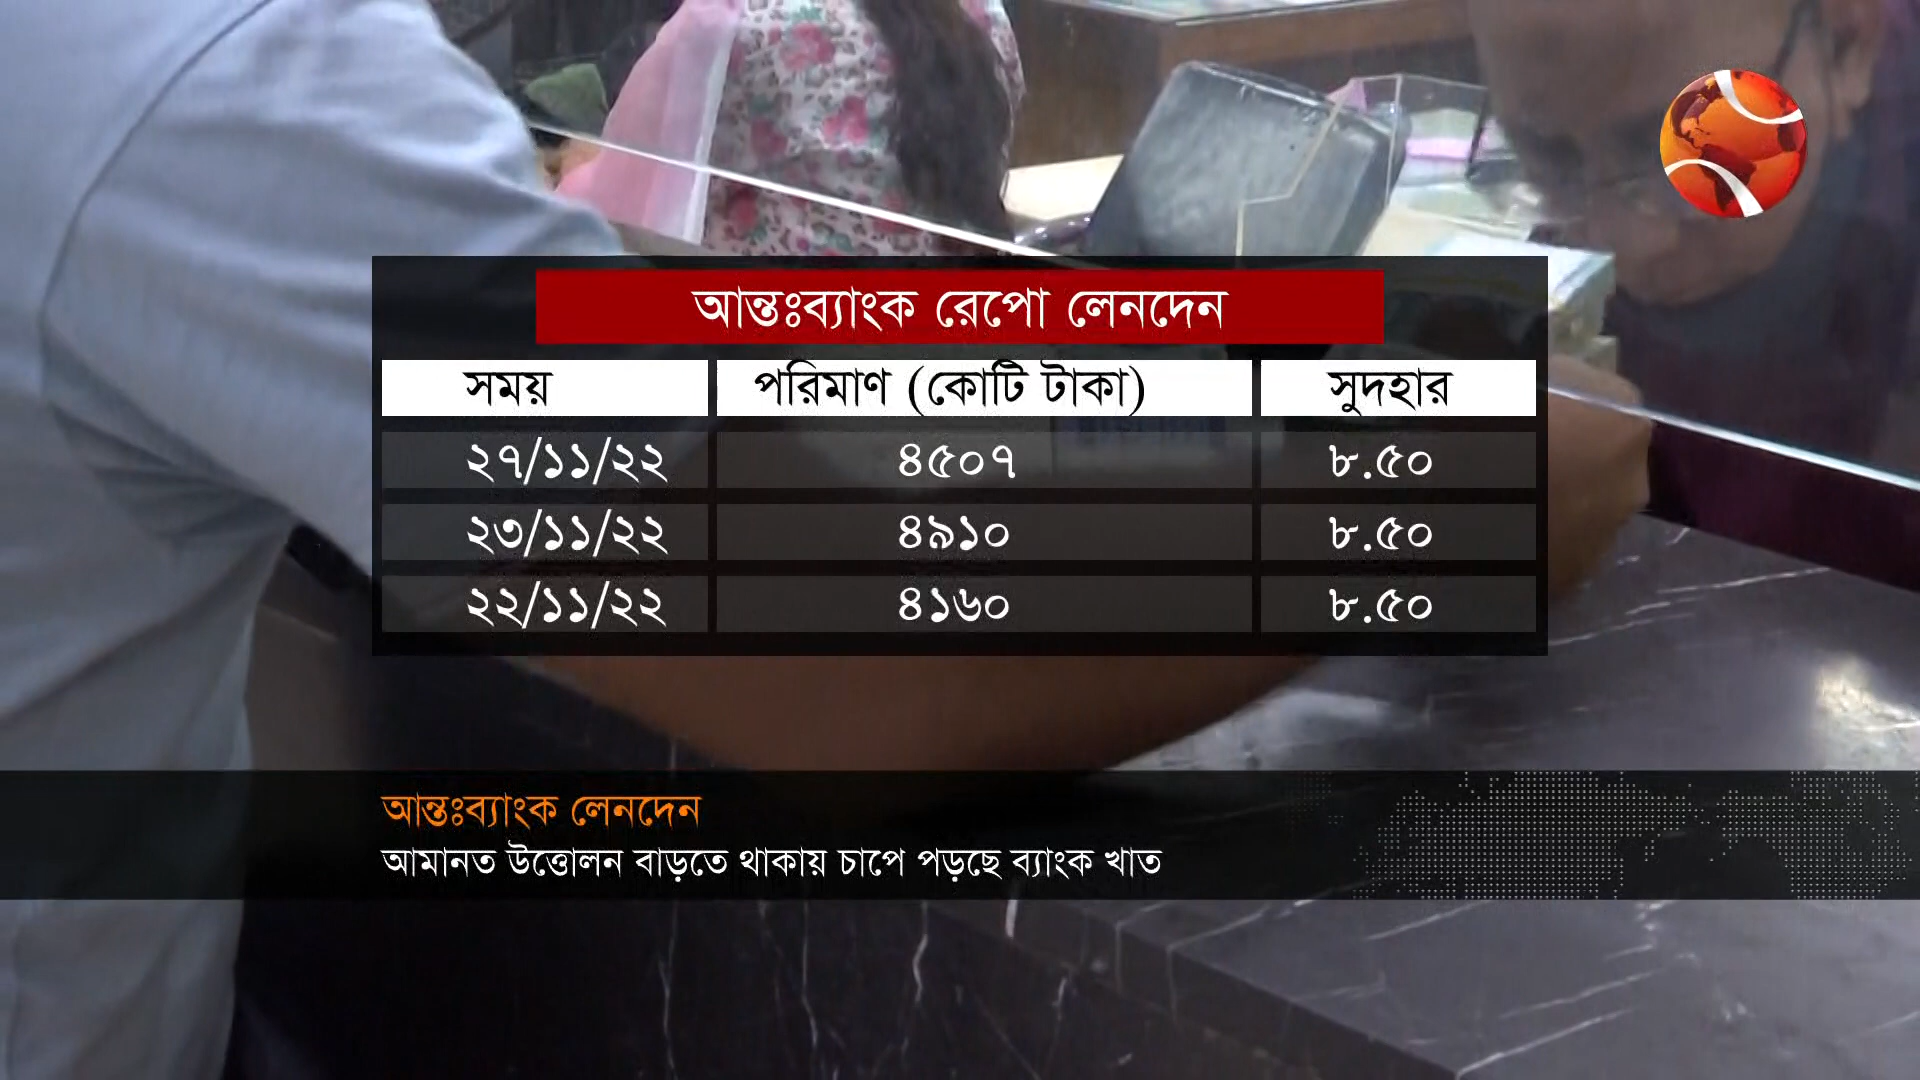 আন্তঃব্যাংক রেপো লেনদেন
সময় পরিমাণ (কোটি টাকা) সুদহার
২৭/১১/২২ ৪৫০৭ ৮.৫০
২৩/১১/২২ ৪৯১০ ৮.৫০
২২/১১/২২ ৪১৬০ ৮.৫০
আন্তঃব্যাংক লেনদেন
আমানত উত্তোলন বাড়তে থাকায় চাপে পড়ছে ব্যাংক খাত